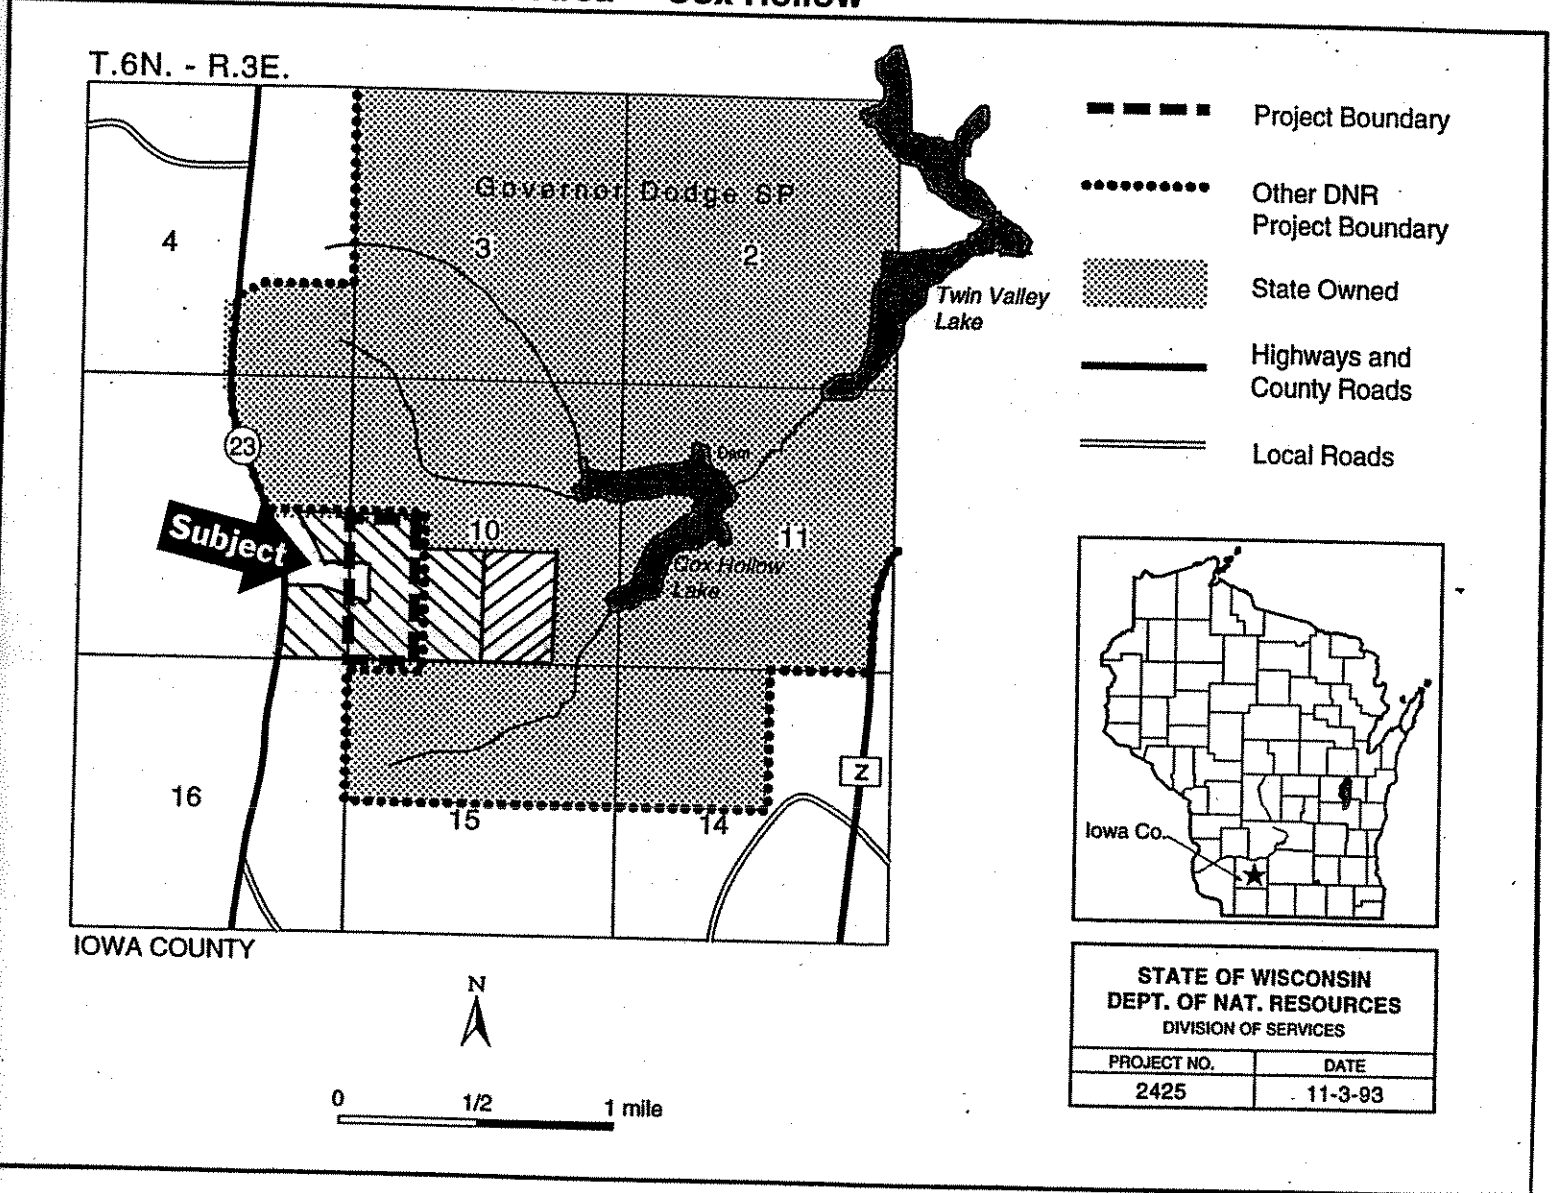 Cox Hollow
T.6N. - R.3E.
Project Boundary
Other DNR
Project Boundary
State Owned
Highways and
County Roads
Local Roads
Governor Dodge SP
4
3
2
Twin Valley
Lake
23
Dam
Subject
10
11
Cox Hollow
Lake
16
15
14
Z
Iowa Co.
IOWA COUNTY
N
0
1/2
1 mile
STATE OF WISCONSIN
DEPT. OF NAT. RESOURCES
DIVISION OF SERVICES
PROJECT NO.
DATE
2425
11-3-93